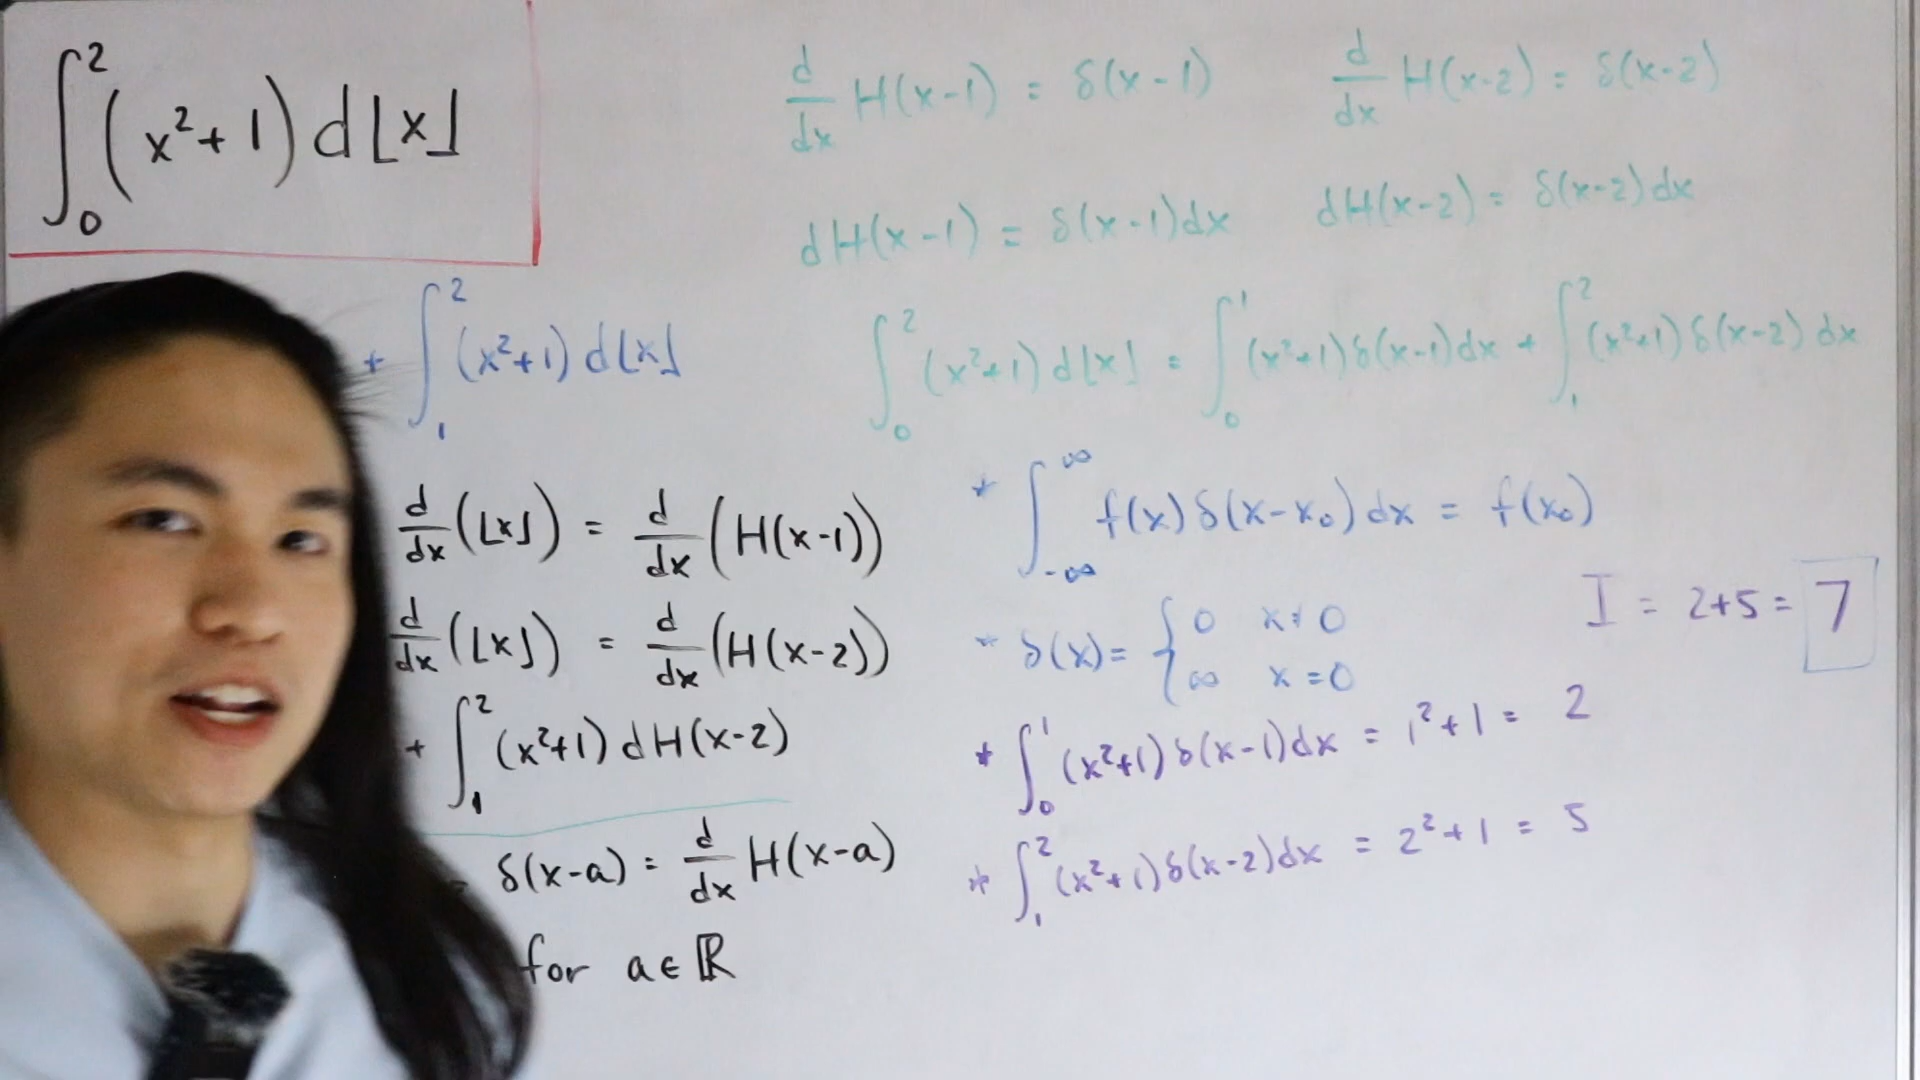 ∫₀² (x²+1) d⌊x⌋
+ ∫₁² (x²+1) d⌊x⌋
d/dx (⌊x⌋) = d/dx (H(x-1))
d/dx (⌊x⌋) = d/dx (H(x-2))
+ ∫₁² (x²+1) dH(x-2)
= δ(x-a) = d/dx H(x-a)
for a∈ℝ
d/dx H(x-1) = δ(x-1)
d/dx H(x-2) = δ(x-2)
dH(x-1) = δ(x-1)dx
dH(x-2) = δ(x-2)dx
∫₀² (x²+1) d⌊x⌋ = ∫₀¹ (x²+1) δ(x-1)dx + ∫₁² (x²+1) δ(x-2) dx
* ∫_{-∞}^{∞} f(x) δ(x-x₀) dx = f(x₀)
* δ(x) = { 0 x≠0
∞ x=0
I = 2+5 = 7
* ∫₀¹ (x²+1) δ(x-1)dx = 1²+1 = 2
* ∫₁² (x²+1) δ(x-2)dx = 2²+1 = 5